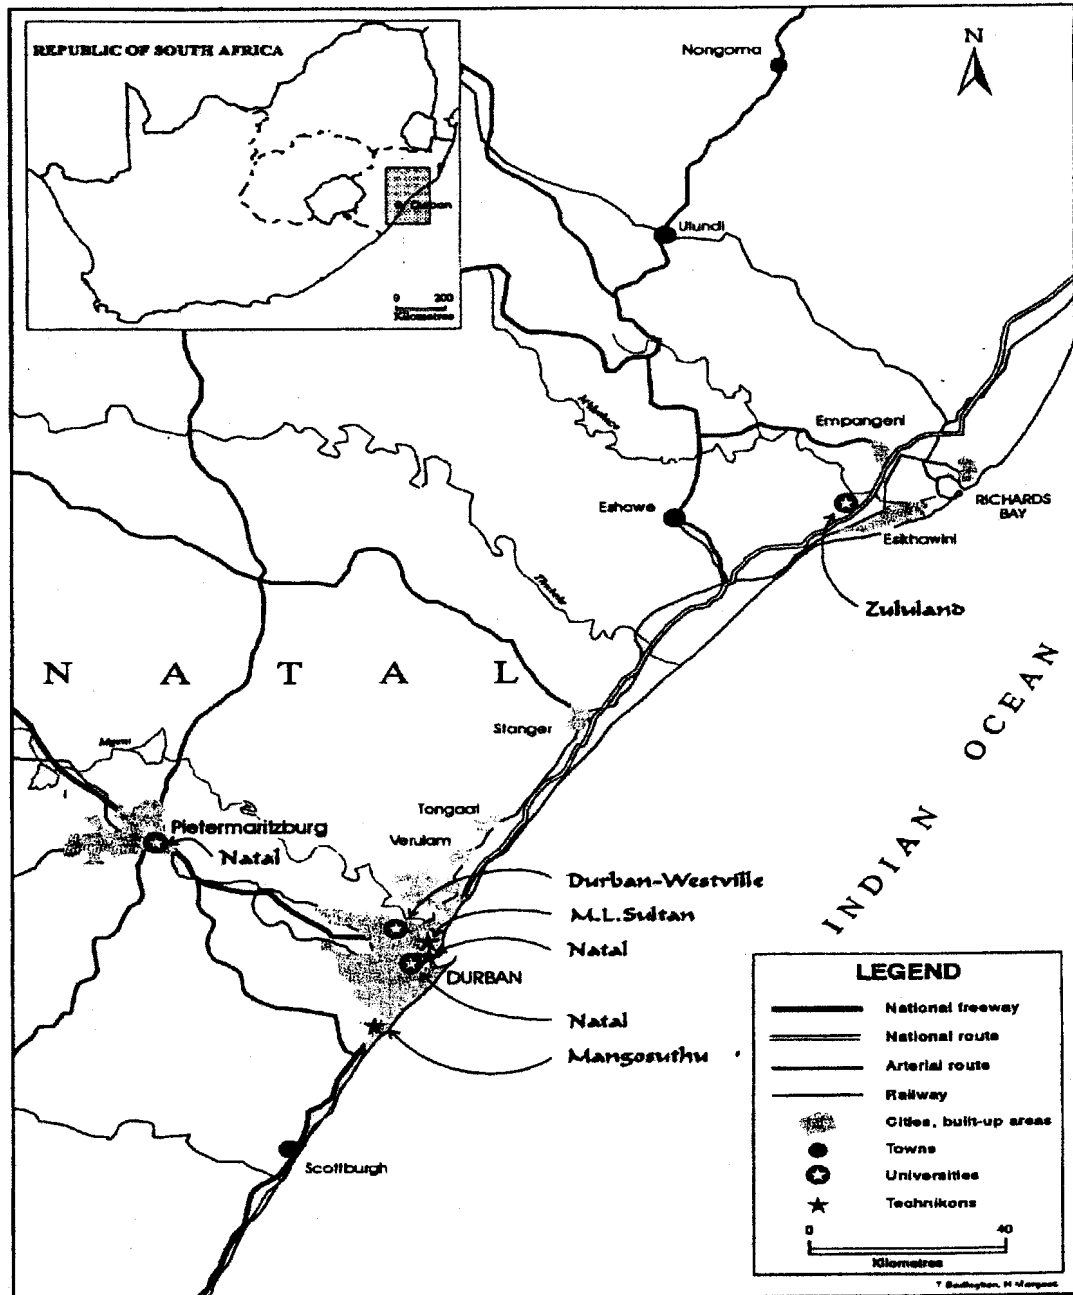 REPUBLIC OF SOUTH AFRICA
Durban
0 200
Kilometres
N
Nongoma
Ulundi
Empangeni
RICHARDS
BAY
Eshowe
Esikhawini
Zululand
NATAL
Stanger
Tongaat
Verulam
Pietermaritzburg
Natal
Durban-Westville
M.L.Sultan
Natal
DURBAN
Natal
Mangosuthu
Scottburgh
INDIAN OCEAN
LEGEND
National freeway
National route
Arterial route
Railway
Cities, built-up areas
Towns
Universities
Technikons
0 40
Kilometres